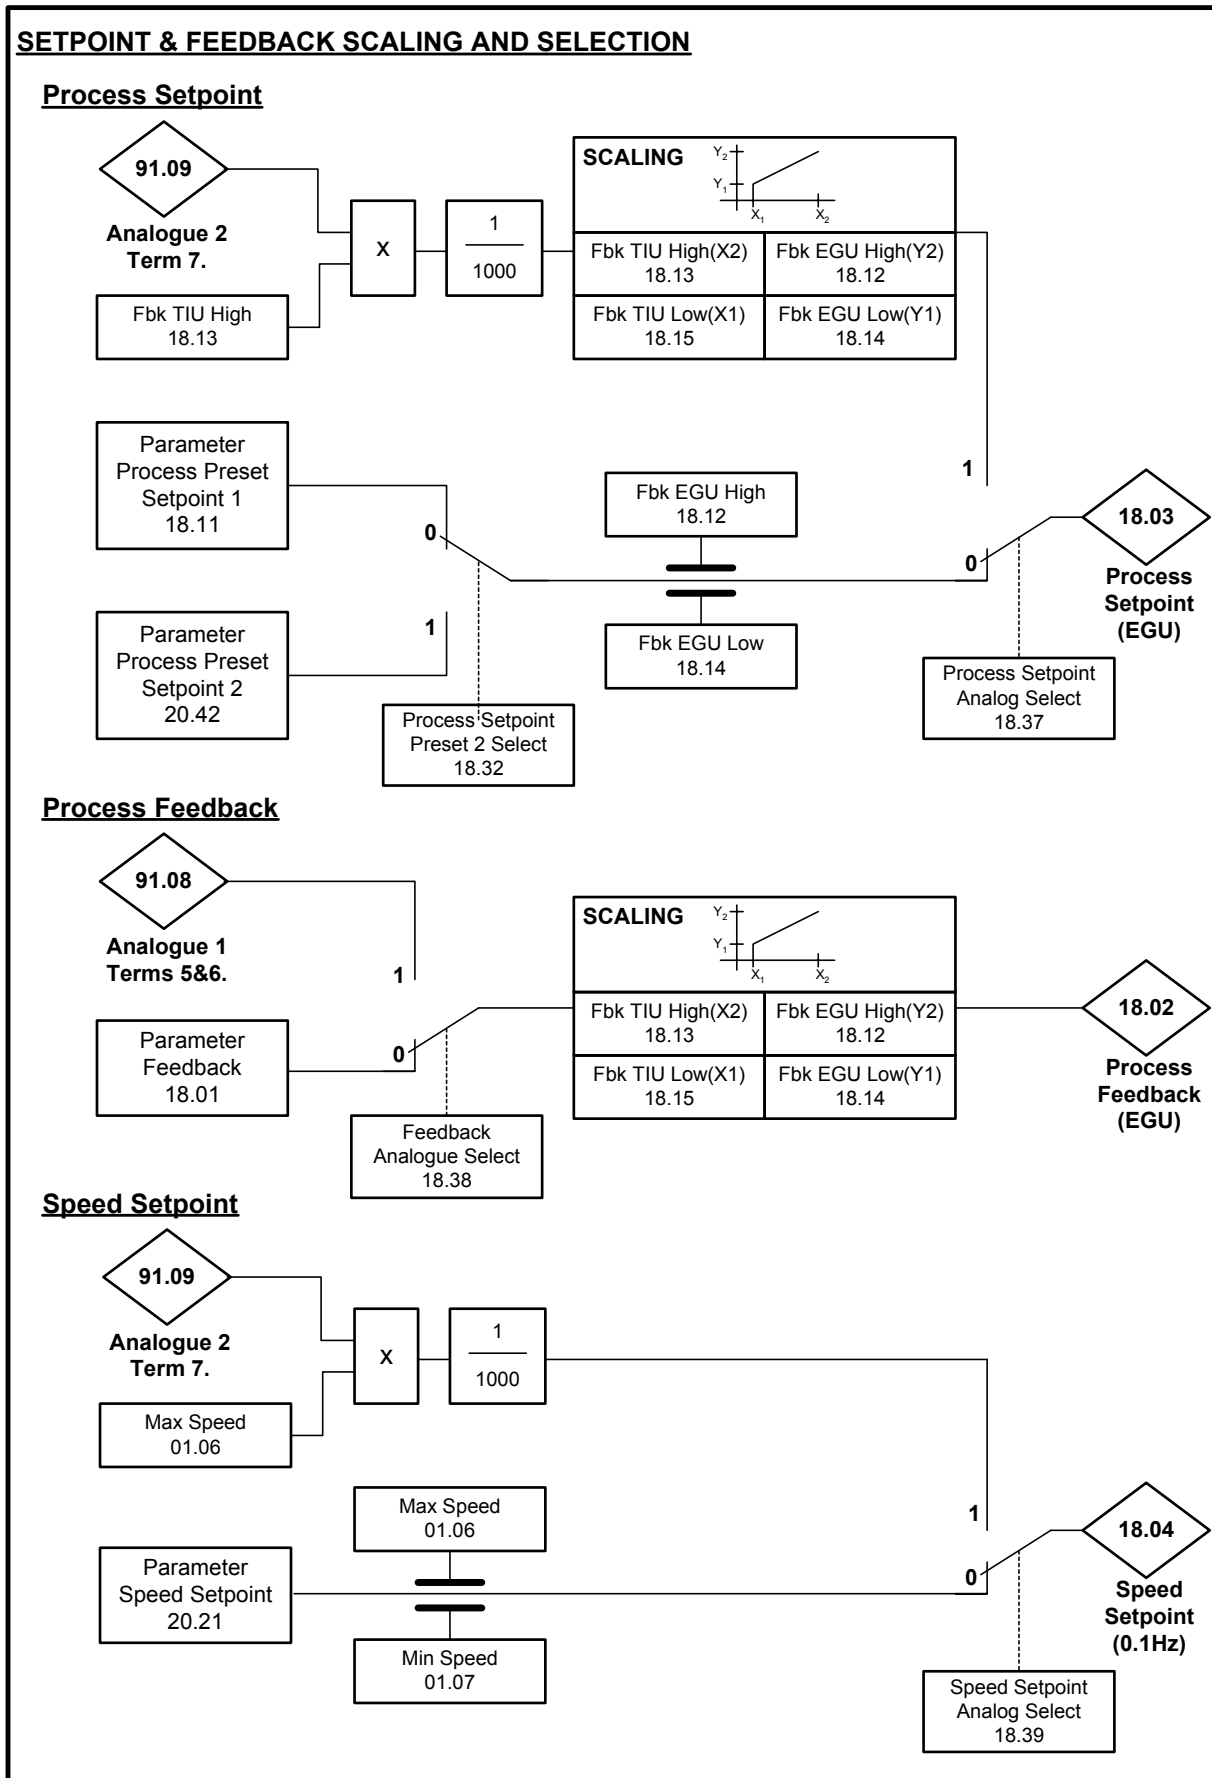 SETPOINT & FEEDBACK SCALING AND SELECTION
Process Setpoint
91.09
Analogue 2
Term 7.
Fbk TIU High
18.13
X
1
1000
SCALING
Y2
Y1
X1
X2
Fbk TIU High(X2)
18.13
Fbk EGU High(Y2)
18.12
Fbk TIU Low(X1)
18.15
Fbk EGU Low(Y1)
18.14
Parameter
Process Preset
Setpoint 1
18.11
0
1
Parameter
Process Preset
Setpoint 2
20.42
Process Setpoint
Preset 2 Select
18.32
Fbk EGU High
18.12
Fbk EGU Low
18.14
1
0
18.03
Process
Setpoint
(EGU)
Process Setpoint
Analog Select
18.37
Process Feedback
91.08
Analogue 1
Terms 5&6.
1
0
Parameter
Feedback
18.01
Feedback
Analogue Select
18.38
SCALING
Y2
Y1
X1
X2
Fbk TIU High(X2)
18.13
Fbk EGU High(Y2)
18.12
Fbk TIU Low(X1)
18.15
Fbk EGU Low(Y1)
18.14
18.02
Process
Feedback
(EGU)
Speed Setpoint
91.09
Analogue 2
Term 7.
Max Speed
01.06
X
1
1000
Max Speed
01.06
Parameter
Speed Setpoint
20.21
Min Speed
01.07
1
0
18.04
Speed
Setpoint
(0.1Hz)
Speed Setpoint
Analog Select
18.39